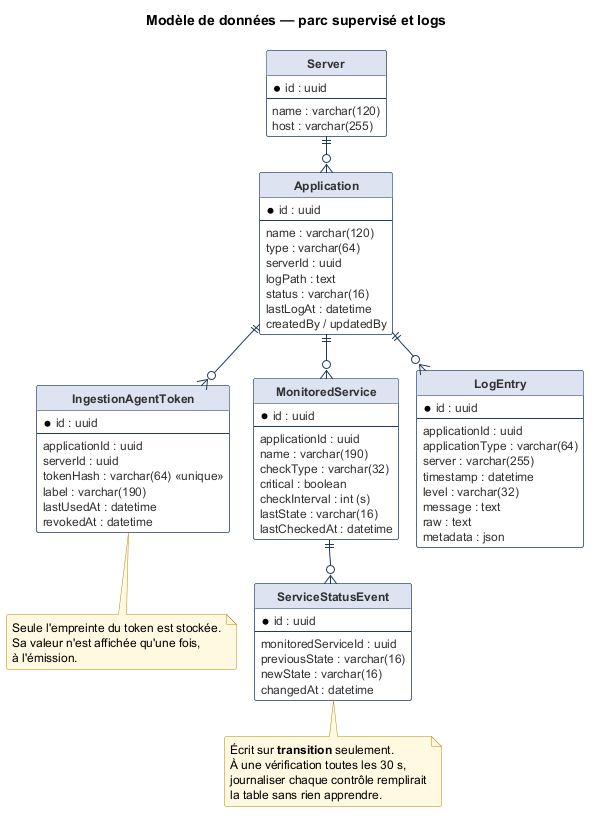 Modèle de données — parc supervisé et logs
Server
id : uuid
name : varchar(120)
host : varchar(255)
Application
id : uuid
name : varchar(120)
type : varchar(64)
serverId : uuid
logPath : text
status : varchar(16)
lastLogAt : datetime
createdBy / updatedBy
IngestionAgentToken
id : uuid
applicationId : uuid
serverId : uuid
tokenHash : varchar(64) «unique»
label : varchar(190)
lastUsedAt : datetime
revokedAt : datetime
MonitoredService
id : uuid
applicationId : uuid
name : varchar(190)
checkType : varchar(32)
critical : boolean
checkInterval : int (s)
lastState : varchar(16)
lastCheckedAt : datetime
LogEntry
id : uuid
applicationId : uuid
applicationType : varchar(64)
server : varchar(255)
timestamp : datetime
level : varchar(32)
message : text
raw : text
metadata : json
ServiceStatusEvent
id : uuid
monitoredServiceId : uuid
previousState : varchar(16)
newState : varchar(16)
changedAt : datetime
Seule l'empreinte du token est stockée.
Sa valeur n'est affichée qu'une fois,
à l'émission.
Écrit sur transition seulement.
À une vérification toutes les 30 s,
journaliser chaque contrôle remplirait
la table sans rien apprendre.